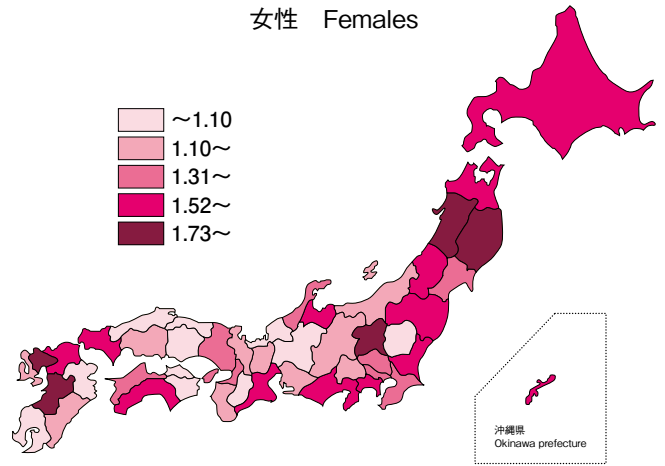 女性 Females
～1.10
1.10～
1.31～
1.52～
1.73～
沖縄県
Okinawa prefecture